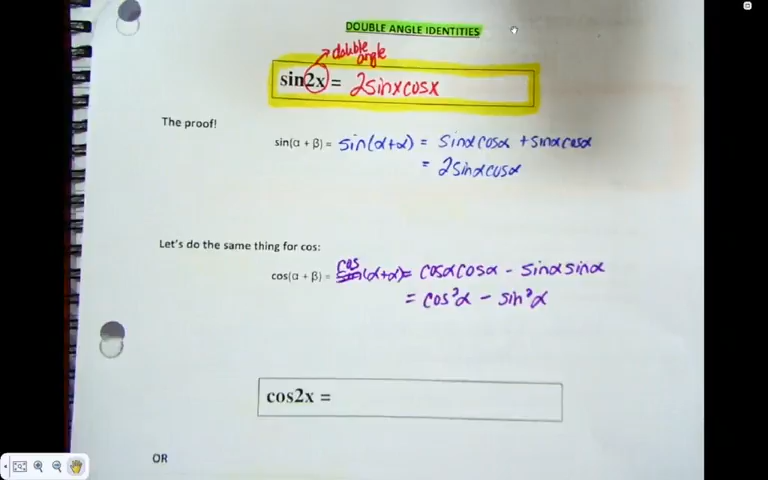 DOUBLE ANGLE IDENTITIES
double
angle
sin2x = 2sinxcosx
The proof!
sin(α + β) = sin(α+α) = sinαcosα + sinαcosα
= 2sinαcosα
Let's do the same thing for cos:
cos
cos(α + β) = sin(α+α) = cosαcosα - sinαsinα
= cos²α - sin²α
cos2x =
OR